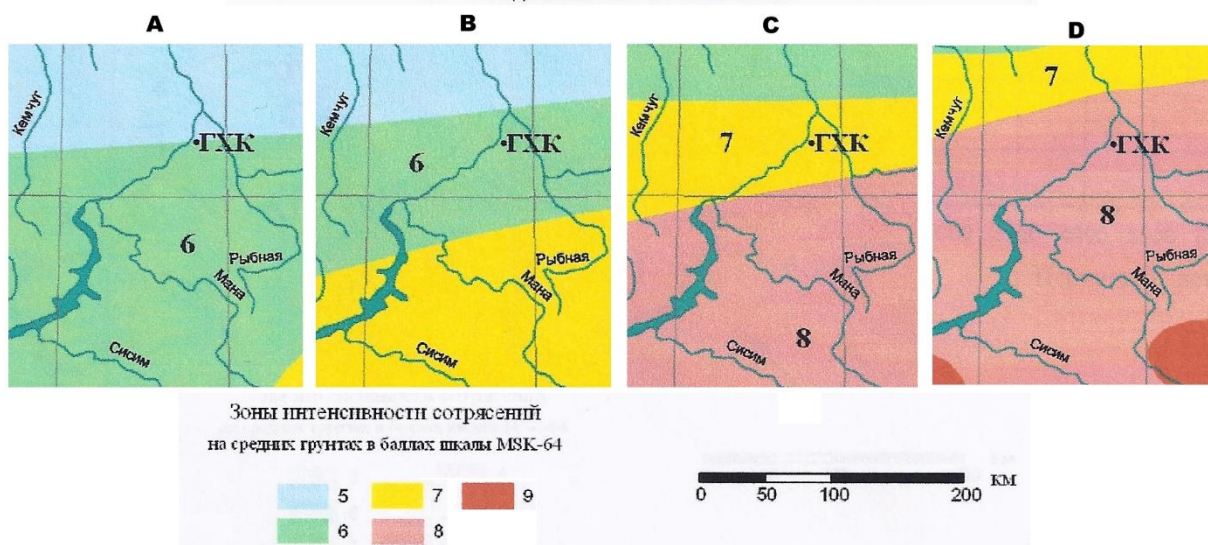 A
B
C
D
Кемчуг
ГХК
6
Рыбная
Мана
Сисим
Кемчуг
6
ГХК
Рыбная
Мана
Сисим
Кемчуг
7
ГХК
Рыбная
Мана
Сисим
8
7
Кемчуг
ГХК
8
Рыбная
Мана
Сисим
Зоны интенсивности сотрясений
на средних грунтах в баллах шкалы MSK-64
5 7 9
6 8
0 50 100 200 км